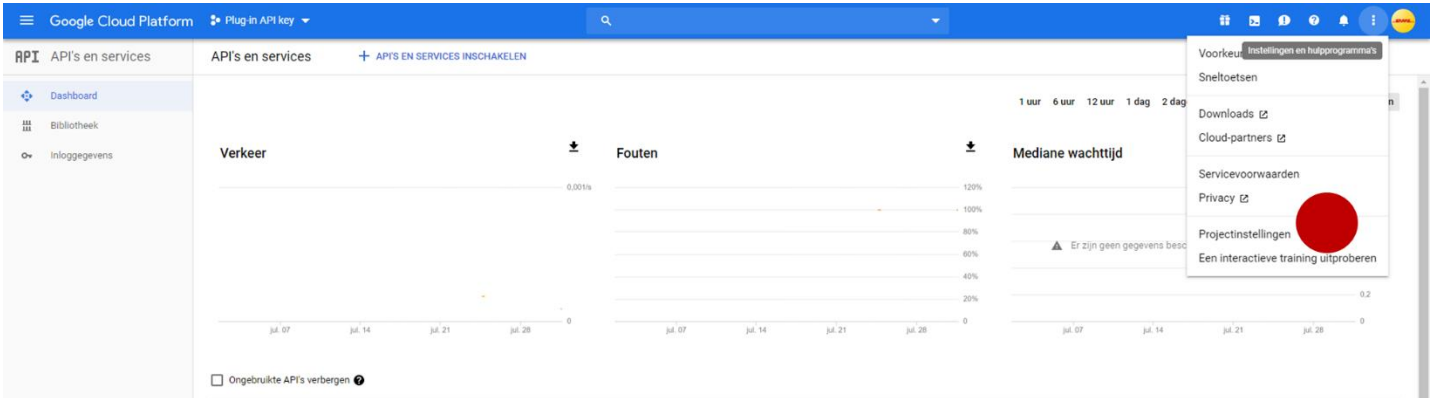 Google Cloud Platform
Plug-in API key
API API's en services
API's en services
API'S EN SERVICES INSCHAKELEN
Instellingen en hulpprogramma's
Sneltoetsen
Downloads
Cloud-partners
Servicevoorwaarden
Privacy
Projectinstellingen
Een interactieve training uitproberen
Dashboard
Bibliotheek
Inloggegevens
1 uur 6 uur 12 uur 1 dag 2
Verkeer
0,001/s
0
jul. 07 jul. 14 jul. 21 jul. 28
Fouten
120%
100%
80%
60%
40%
20%
0
jul. 07 jul. 14 jul. 21 jul. 28
Mediane wachttijd
Er zijn geen gegevens
0.2
0
jul. 07 jul. 14 jul. 21 jul. 28
Ongebruikte API's verbergen